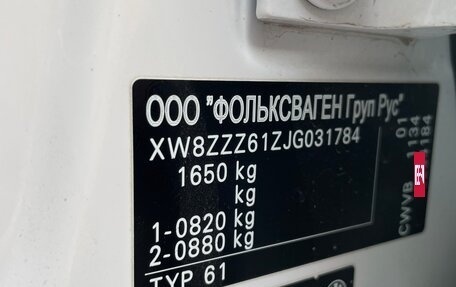 ООО "ФОЛЬКСВАГЕН Груп Рус"
XW8ZZZ61ZJG031784
1650 kg
kg
1-0820 kg
2-0880 kg
TYP 61
CWVB
01
134